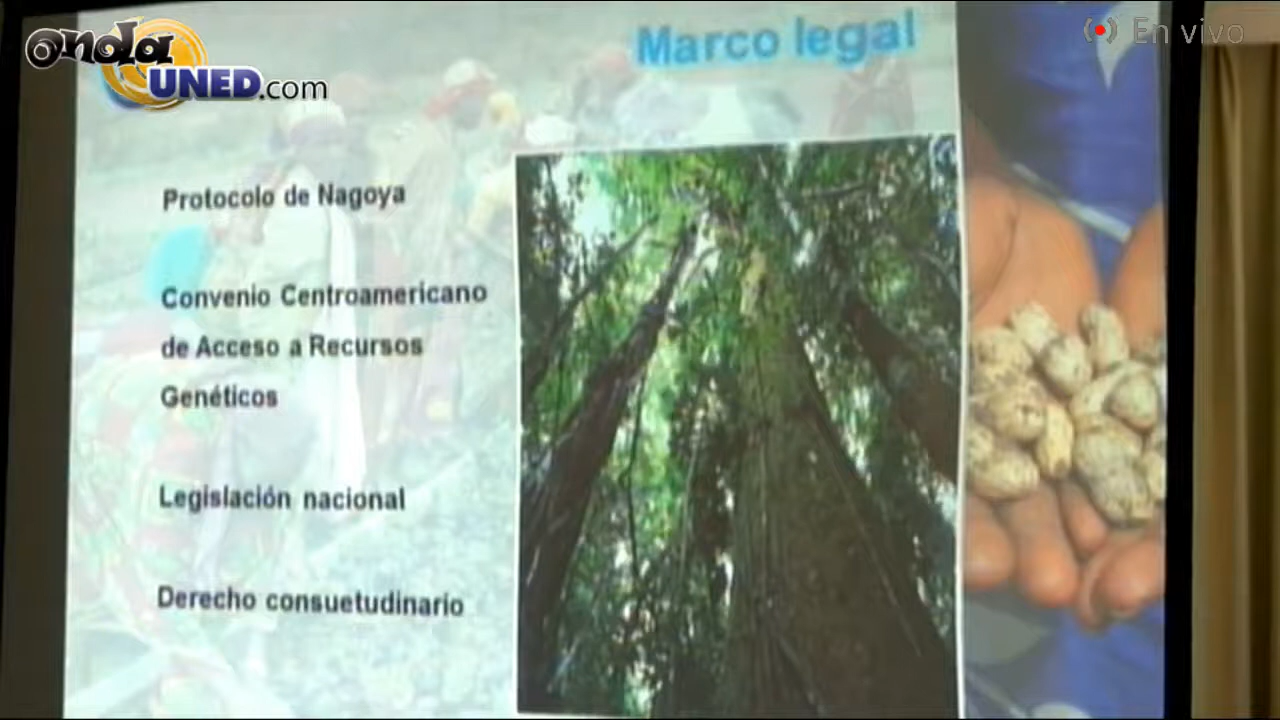 onda
UNED.com
En vivo
Marco legal
Protocolo de Nagoya
Convenio Centroamericano
de Acceso a Recursos
Genéticos
Legislación nacional
Derecho consuetudinario